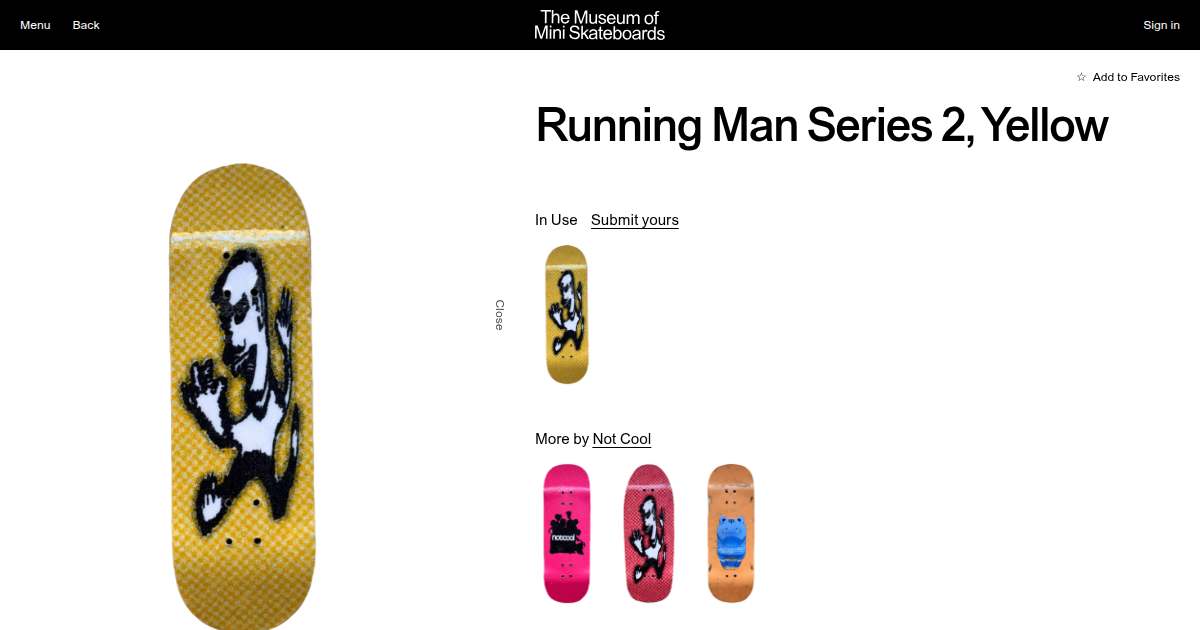 Menu
Back
The Museum of
Mini Skateboards
Sign in
☆ Add to Favorites
Running Man Series 2, Yellow
In Use
Submit yours
Close
More by Not Cool
notcool